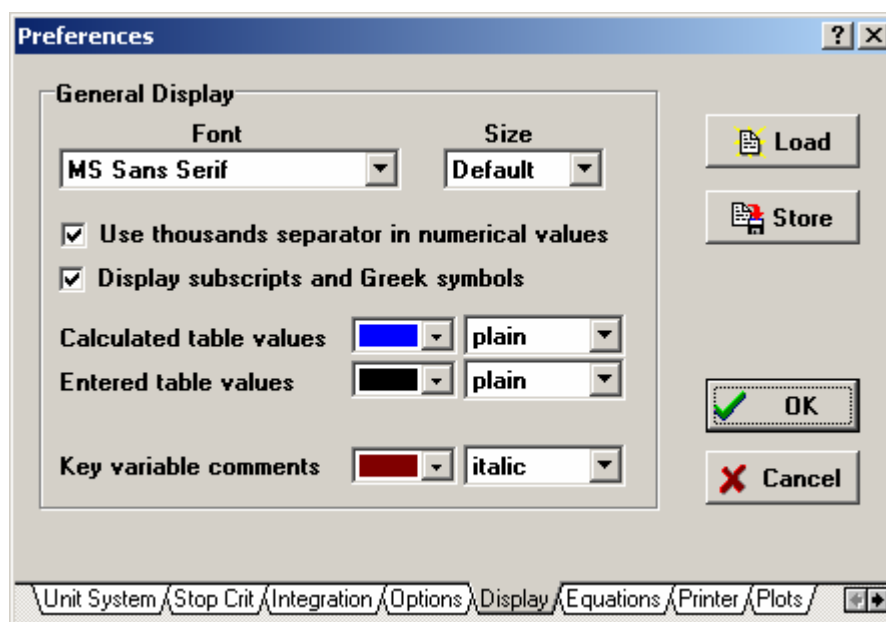 Preferences
General Display
Font
Size
MS Sans Serif
Default
Load
Store
Use thousands separator in numerical values
Display subscripts and Greek symbols
Calculated table values
plain
Entered table values
plain
Key variable comments
italic
OK
Cancel
Unit System
Stop Crit
Integration
Options
Display
Equations
Printer
Plots